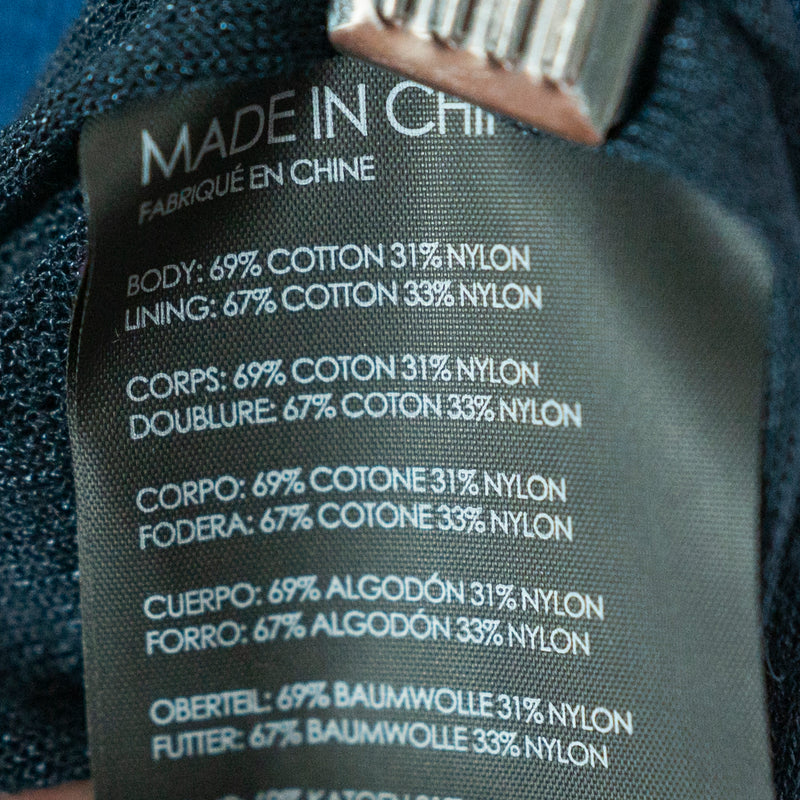 MADE IN
FABRIQUÉ EN CHINE
BODY: 69% COTTON 31% NYLON
LINING: 67% COTTON 33% NYLON
CORPS: 69% COTON 31% NYLON
DOUBLURE: 67% COTON 33% NYLON
CORPO: 69% COTONE 31% NYLON
FODERA: 67% COTONE 33% NYLON
CUERPO: 69% ALGODÓN 31% NYLON
FORRO: 67% ALGODÓN 33% NYLON
OBERTEIL: 69% BAUMWOLLE 31% NYLON
FUTTER: 67% BAUMWOLLE 33% NYLON